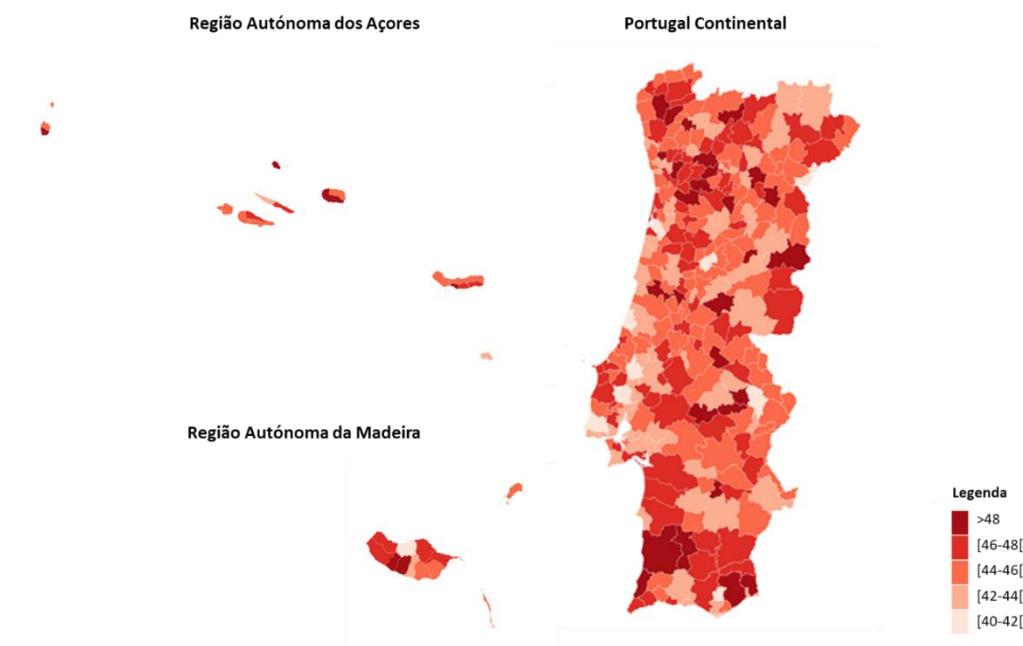 Região Autónoma dos Açores
Portugal Continental
Região Autónoma da Madeira
Legenda
>48
[46-48[
[44-46[
[42-44[
[40-42[